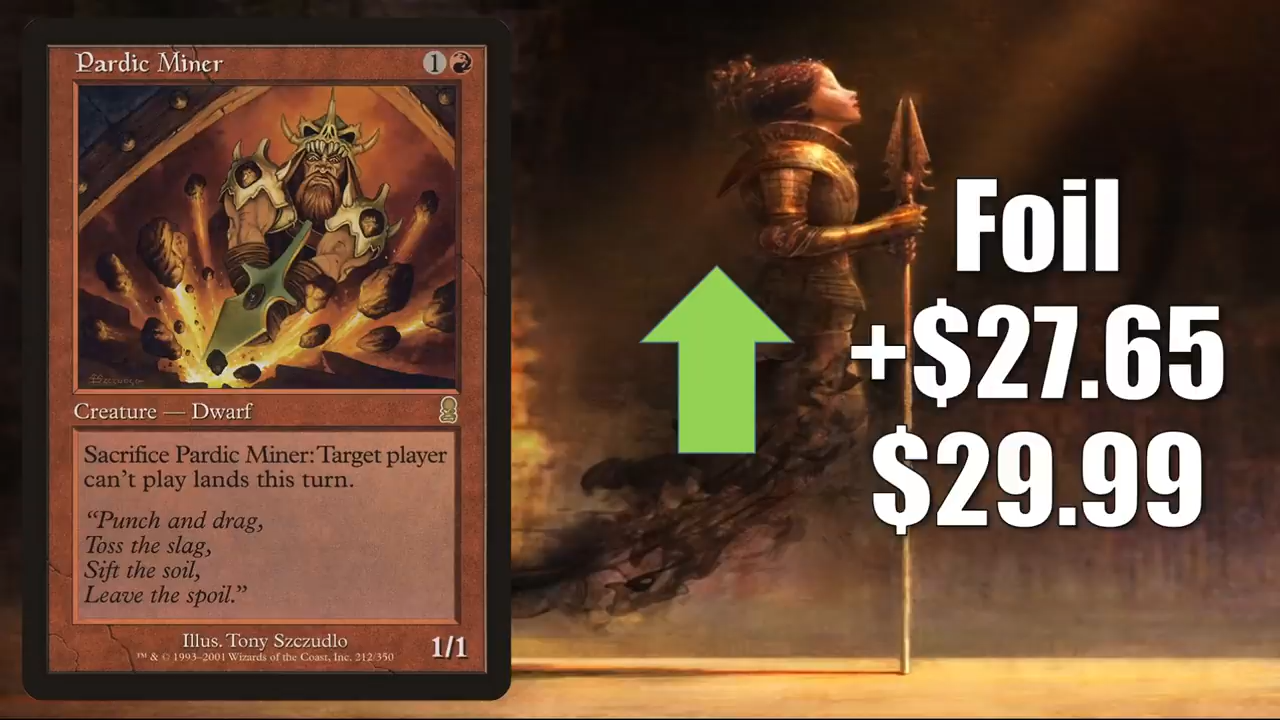 Pardic Miner 1
Creature — Dwarf
Sacrifice Pardic Miner: Target player
can't play lands this turn.
“Punch and drag,
Toss the slag,
Sift the soil,
Leave the spoil.”
Illus. Tony Szczudlo
™ & © 1993–2001 Wizards of the Coast, Inc. 212/350
1/1
Foil
+$27.65
$29.99